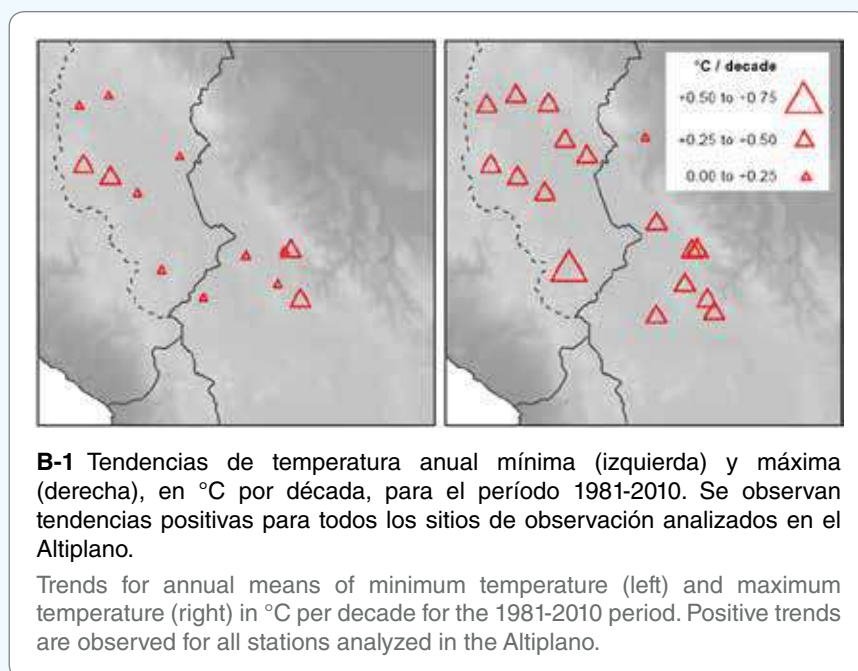 °C / decade
+0.50 to +0.75
+0.25 to +0.50
0.00 to +0.25
B-1 Tendencias de temperatura anual mínima (izquierda) y máxima
(derecha), en °C por década, para el período 1981-2010. Se observan
tendencias positivas para todos los sitios de observación analizados en el
Altiplano.
Trends for annual means of minimum temperature (left) and maximum
temperature (right) in °C per decade for the 1981-2010 period. Positive trends
are observed for all stations analyzed in the Altiplano.